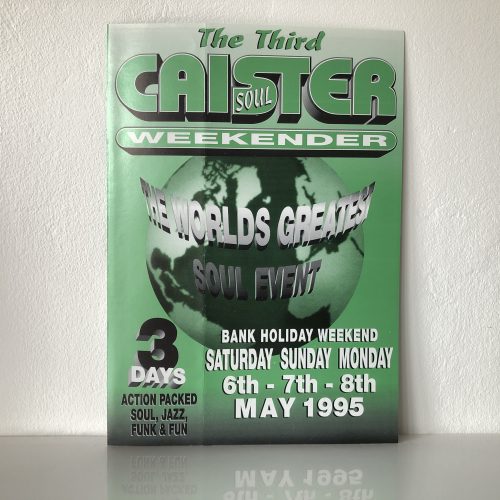 The Third
CAISTER
SOUL
WEEKENDER
THE WORLDS GREATEST
SOUL EVENT
3
DAYS
ACTION PACKED
SOUL, JAZZ,
FUNK & FUN
BANK HOLIDAY WEEKEND
SATURDAY SUNDAY MONDAY
6th - 7th - 8th
MAY 1995